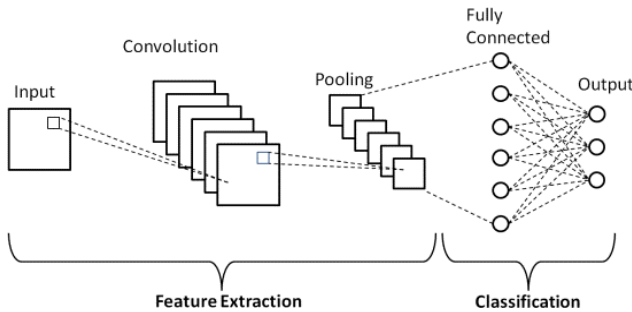 Input
Convolution
Pooling
Fully
Connected
Output
Feature Extraction
Classification